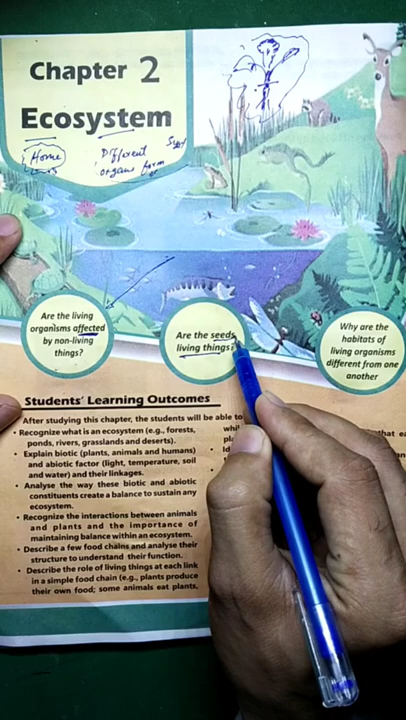 Chapter 2
Ecosystem
Home
Different
organs form
Are the living
organisms affected
by non-living
things?
Are the seeds
living things?
Why are the
habitats of
living organisms
different from one
another
Students' Learning Outcomes
After studying this chapter, the students will be able to
• Recognize what is an ecosystem (e.g., forests,
ponds, rivers, grasslands and deserts).
• Explain biotic (plants, animals and humans)
and abiotic factor (light, temperature, soil
and water) and their linkages.
• Analyse the way these biotic and abiotic
constituents create a balance to sustain any
ecosystem.
• Recognize the interactions between animals
and plants and the importance of
maintaining balance within an ecosystem.
• Describe a few food chains and analyse their
structure to understand their function.
• Describe the role of living things at each link
in a simple food chain (e.g., plants produce
their own food; some animals eat plants,